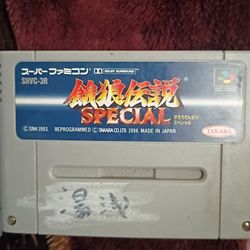 スーパーファミコン DOLBY SURROUND
SHVC-3R
餓狼伝説
SPECIAL
がろうでんせつ
スペシャル
TAKARA
© SNK 1993. REPROGRAMMED © TAKARA CO.,LTD 1994. MADE IN JAPAN